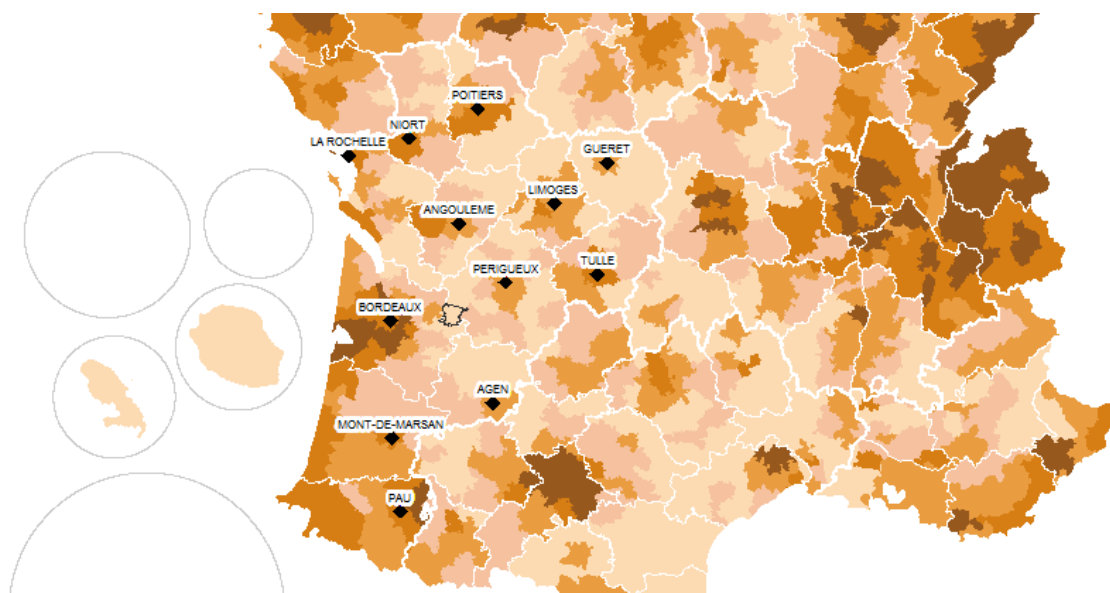 POITIERS
NIORT
LA ROCHELLE
GUERET
LIMOGES
ANGOULEME
TULLE
PERIGUEUX
BORDEAUX
AGEN
MONT-DE-MARSAN
PAU